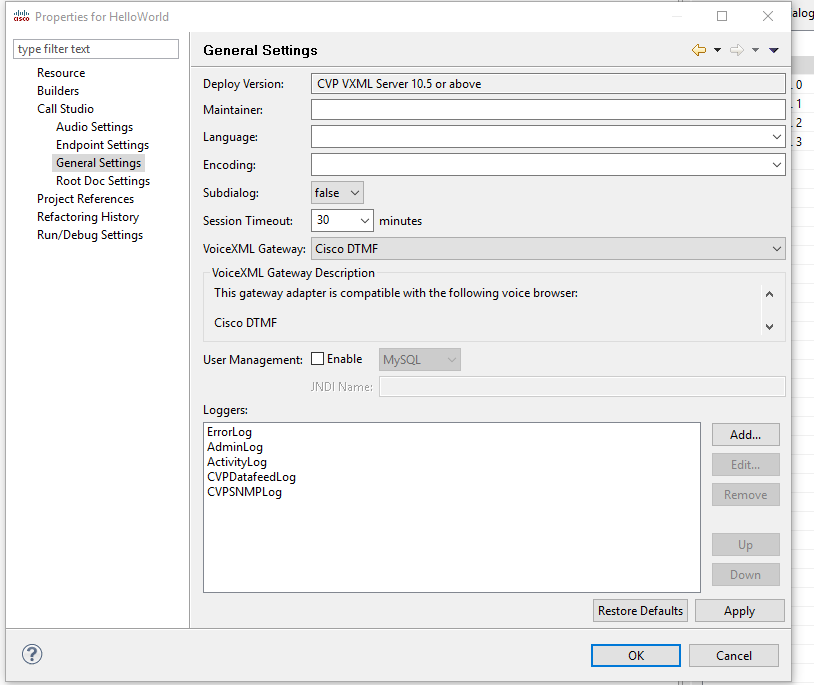 cisco Properties for HelloWorld
alog
type filter text
General Settings
Resource
Builders
Call Studio
Audio Settings
Endpoint Settings
General Settings
Root Doc Settings
Project References
Refactoring History
Run/Debug Settings
Deploy Version: CVP VXML Server 10.5 or above
Maintainer:
Language:
Encoding:
Subdialog: false
Session Timeout: 30 minutes
VoiceXML Gateway: Cisco DTMF
VoiceXML Gateway Description
This gateway adapter is compatible with the following voice browser:
Cisco DTMF
User Management: Enable MySQL
JNDI Name:
Loggers:
ErrorLog
AdminLog
ActivityLog
CVPDatafeedLog
CVPSNMPLog
Add...
Edit...
Remove
Up
Down
Restore Defaults Apply
? OK Cancel
. 0
. 1
. 2
. 3